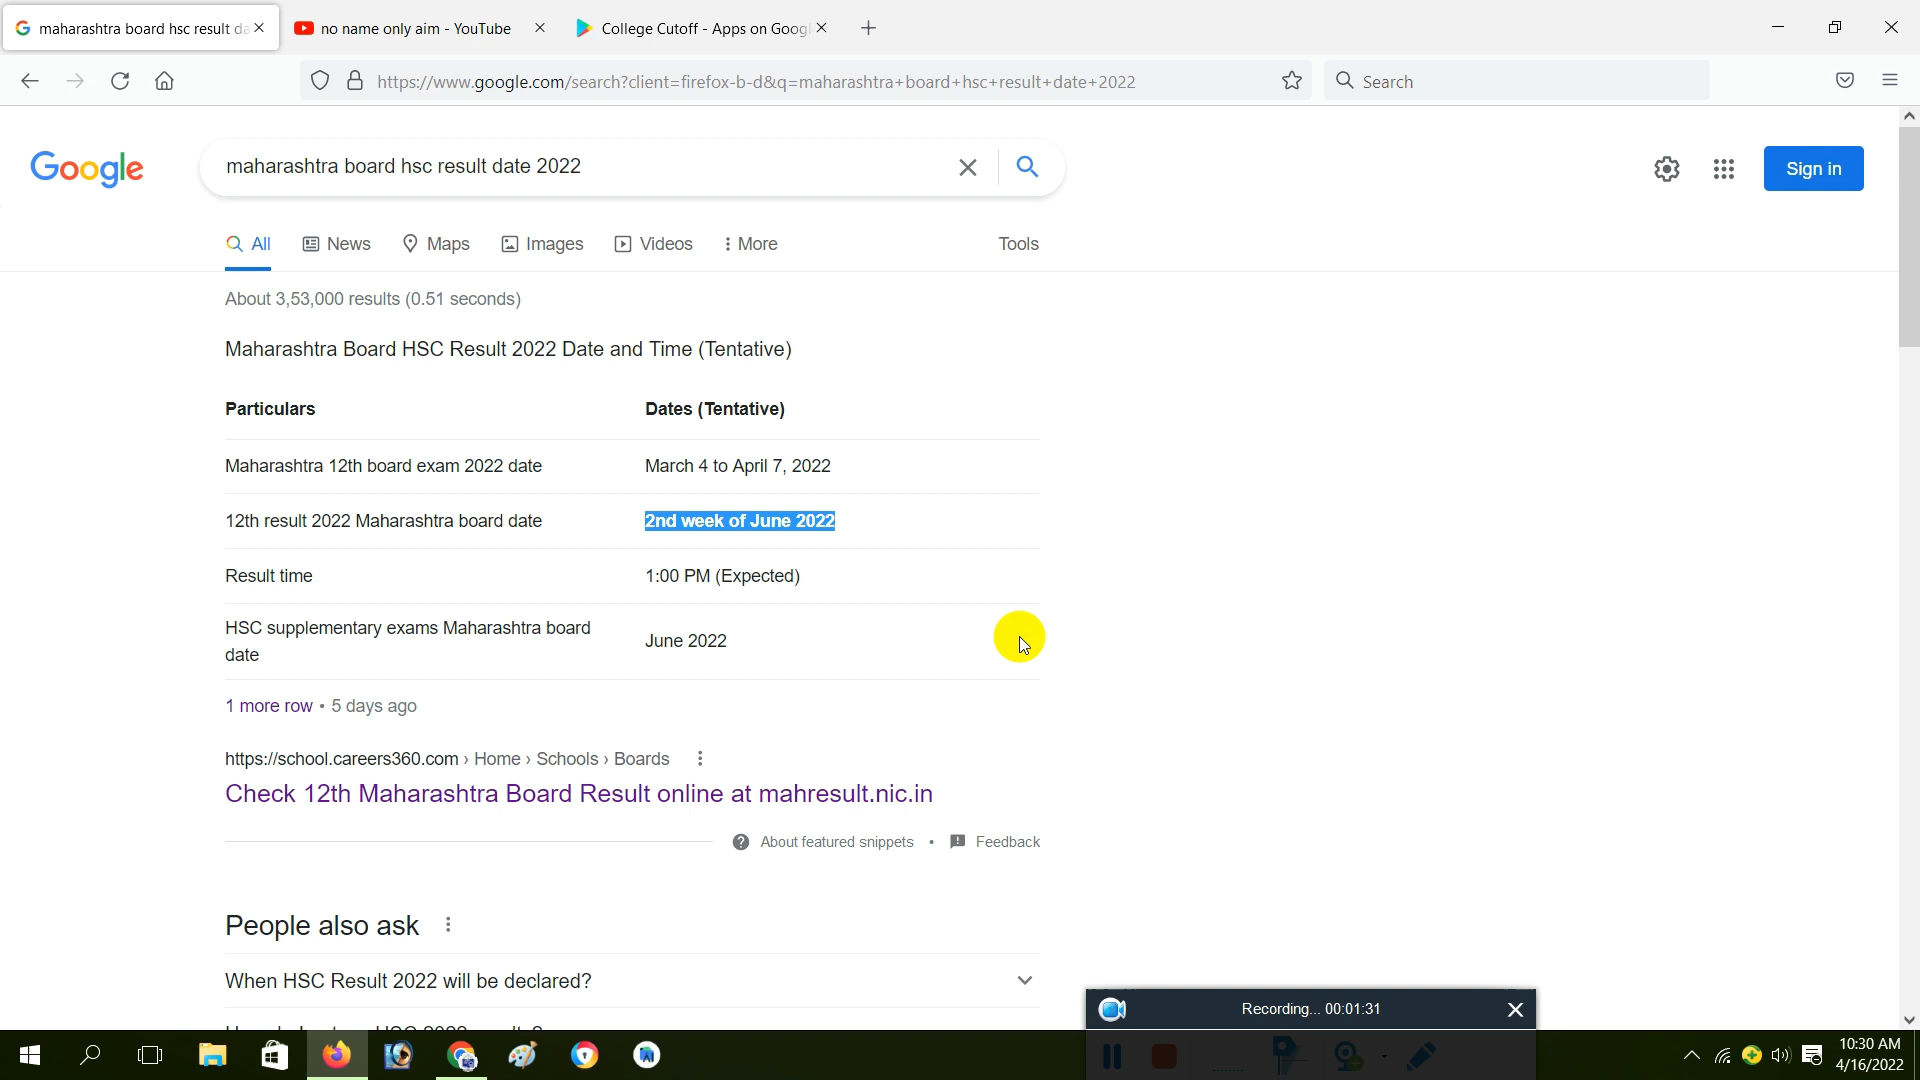 maharashtra board hsc result da
no name only aim - YouTube
College Cutoff - Apps on Googl
https://www.google.com/search?client=firefox-b-d&q=maharashtra+board+hsc+result+date+2022
Search
Google
maharashtra board hsc result date 2022
Sign in
All
News
Maps
Images
Videos
More
Tools
About 3,53,000 results (0.51 seconds)
Maharashtra Board HSC Result 2022 Date and Time (Tentative)
Particulars
Dates (Tentative)
Maharashtra 12th board exam 2022 date
March 4 to April 7, 2022
12th result 2022 Maharashtra board date
2nd week of June 2022
Result time
1:00 PM (Expected)
HSC supplementary exams Maharashtra board
date
June 2022
1 more row • 5 days ago
https://school.careers360.com › Home › Schools › Boards
Check 12th Maharashtra Board Result online at mahresult.nic.in
About featured snippets • Feedback
People also ask
When HSC Result 2022 will be declared?
Recording... 00:01:31
10:30 AM
4/16/2022